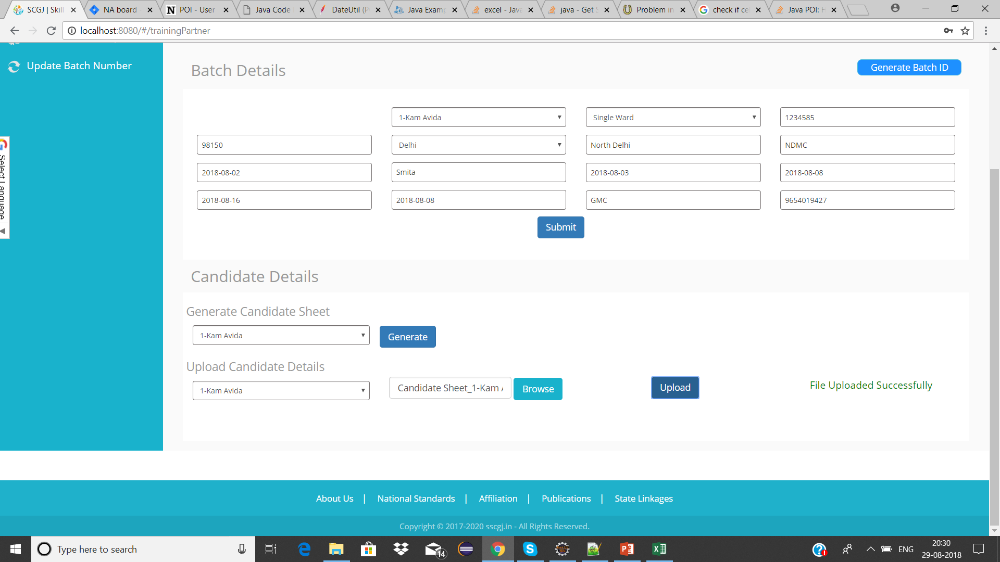 SCGJ | Skill
NA board
POI - User
Java Code
DateUtil (P
Java Examp
excel - Java
java - Get S
Problem in
check if cel
Java POI: H
localhost:8080/#/trainingPartner
Update Batch Number
Select Language
Batch Details
Generate Batch ID
1-Kam Avida
Single Ward
1234585
98150
Delhi
North Delhi
NDMC
2018-08-02
Smita
2018-08-03
2018-08-08
2018-08-16
2018-08-08
GMC
9654019427
Submit
Candidate Details
Generate Candidate Sheet
1-Kam Avida
Generate
Upload Candidate Details
1-Kam Avida
Candidate Sheet_1-Kam A
Browse
Upload
File Uploaded Successfully
About Us | National Standards | Affiliation | Publications | State Linkages
Copyright © 2017-2020 sscgj.in - All Rights Reserved.
Type here to search
14
ENG
20:30
29-08-2018